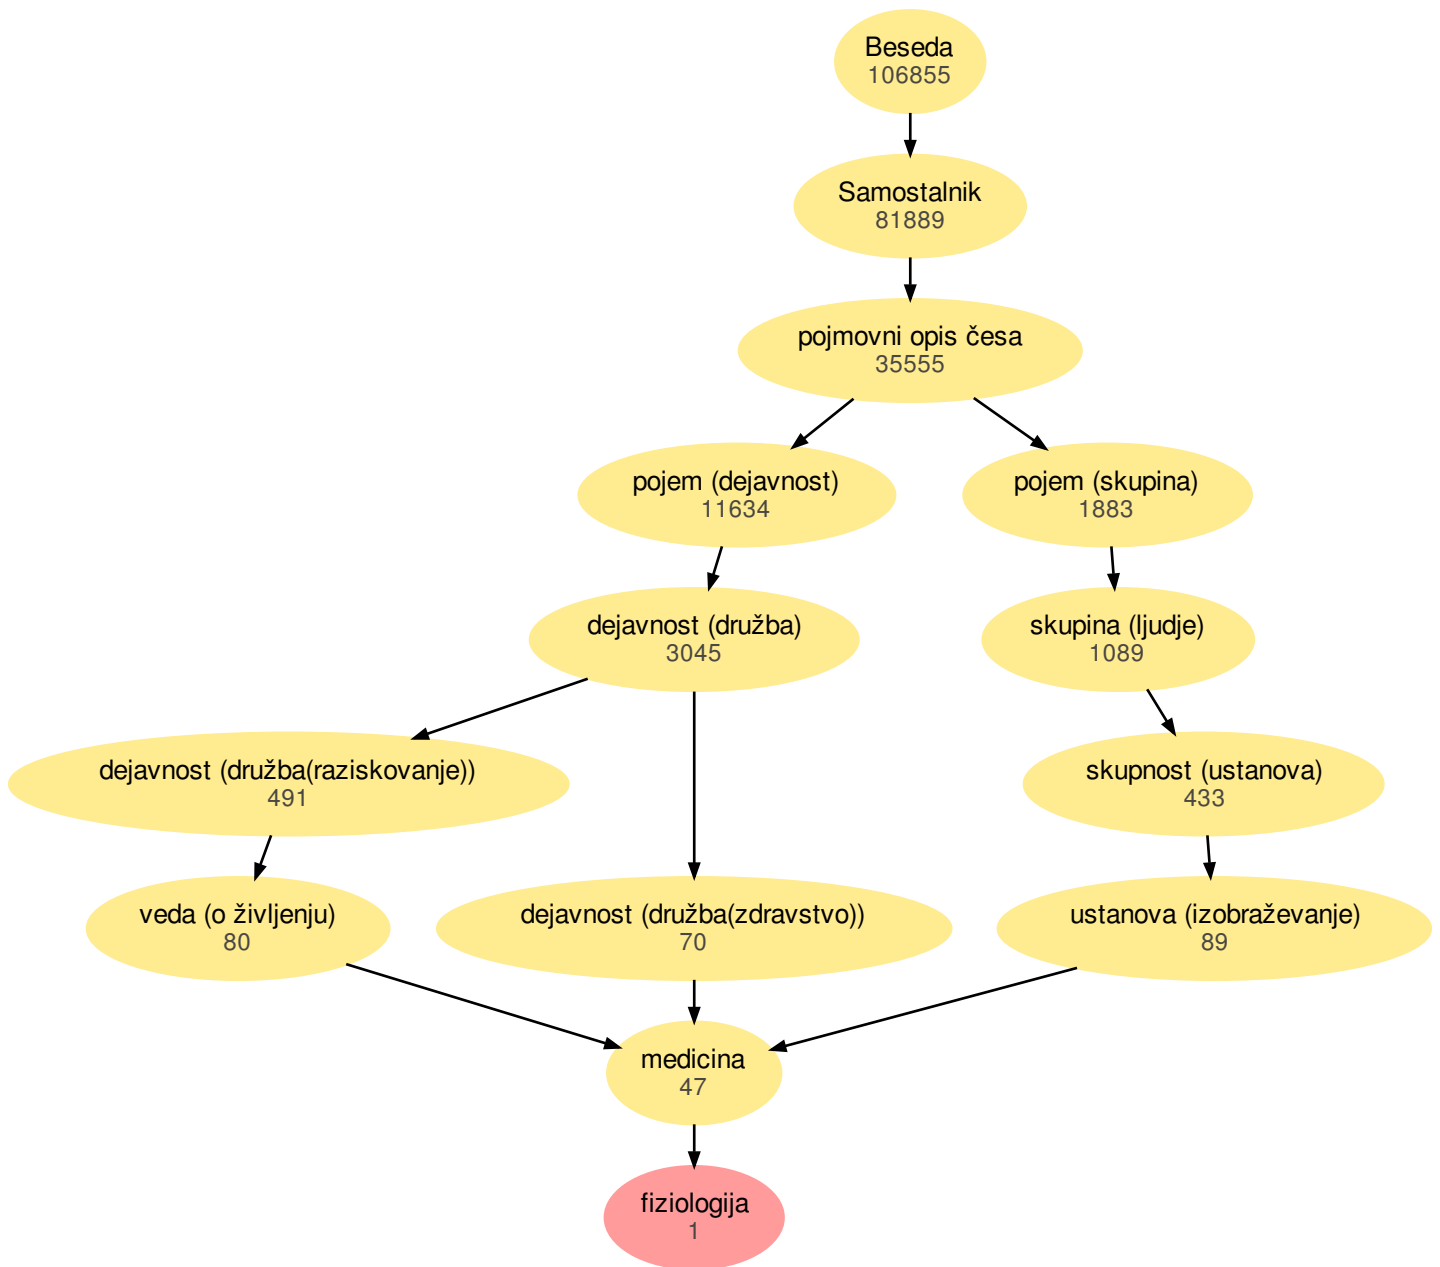 Beseda
106855
Samostalnik
81889
pojmovni opis česa
35555
pojem (dejavnost)
11634
pojem (skupina)
1883
dejavnost (družba)
3045
skupina (ljudje)
1089
dejavnost (družba(raziskovanje))
491
skupnost (ustanova)
433
veda (o življenju)
80
dejavnost (družba(zdravstvo))
70
ustanova (izobraževanje)
89
medicina
47
fiziologija
1